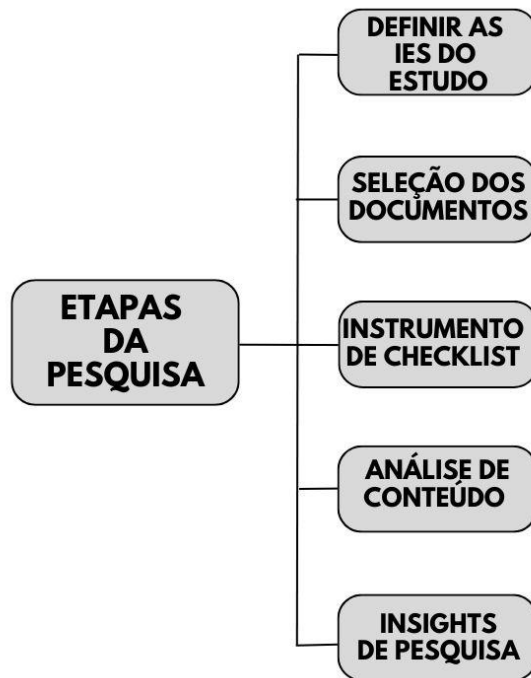 ETAPAS
DA
PESQUISA
DEFINIR AS
IES DO
ESTUDO
SELEÇÃO DOS
DOCUMENTOS
INSTRUMENTO
DE CHECKLIST
ANÁLISE DE
CONTEÚDO
INSIGHTS
DE PESQUISA